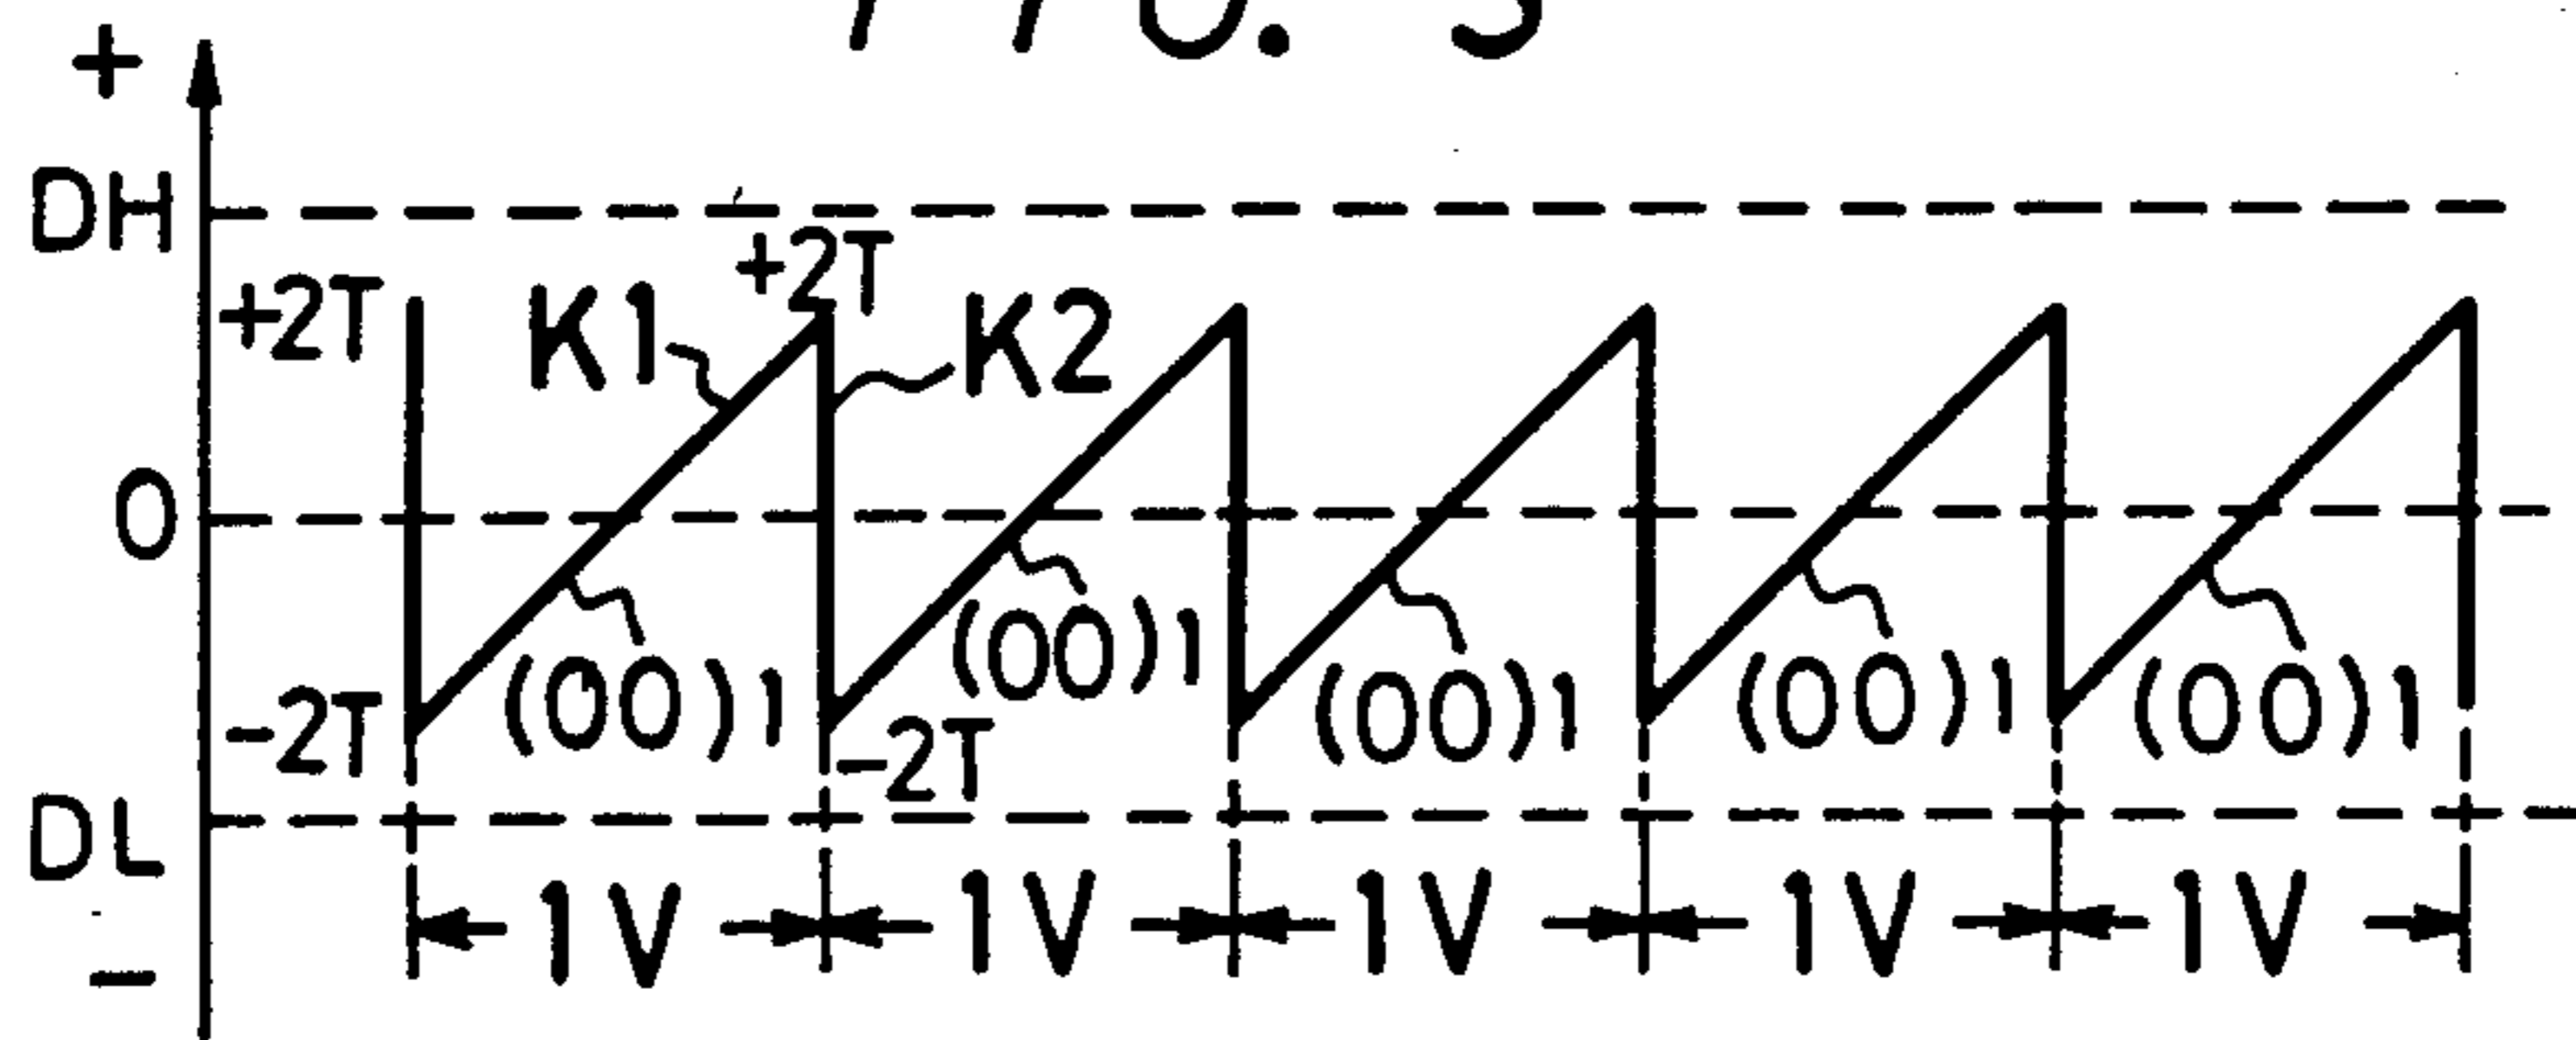 +
DH
+2T
K1
+2T
K2
0
(00)1
(00)1
(00)1
(00)1
(00)1
-2T
-2T
DL
1V
1V
1V
1V
1V
-